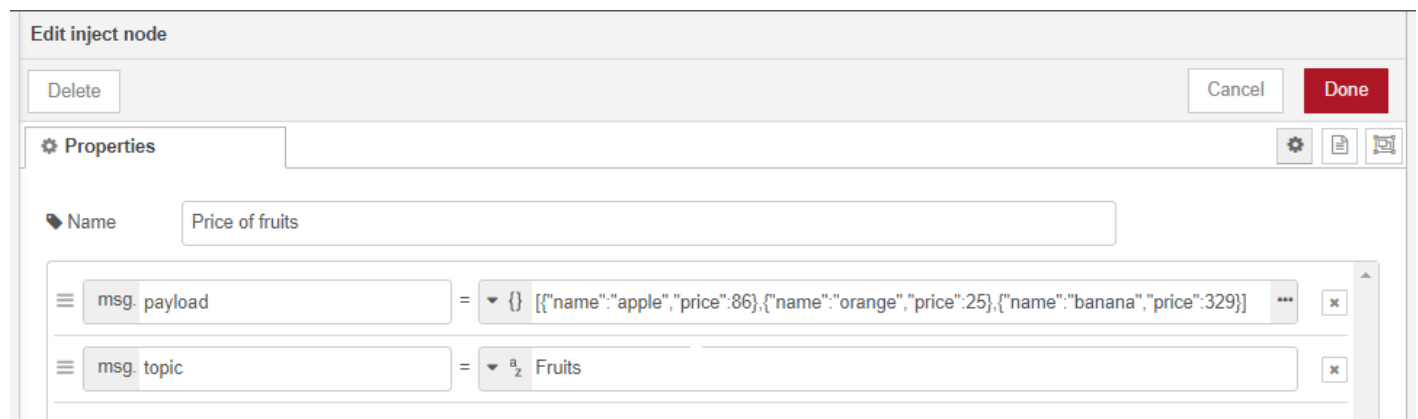 Edit inject node
Delete Cancel Done
Properties
Name Price of fruits
msg. payload = {} [{"name":"apple","price":86},{"name":"orange","price":25},{"name":"banana","price":329}] •••
msg. topic = az Fruits